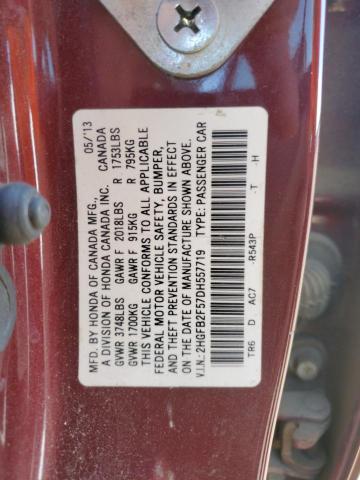 MFD. BY HONDA OF CANADA MFG., 05/'13
A DIVISION OF HONDA CANADA INC. CANADA
GVWR 3748LBS GAWR F 2018LBS R 1753LBS
GVWR 1700KG GAWR F 915KG R 795KG
THIS VEHICLE CONFORMS TO ALL APPLICABLE
FEDERAL MOTOR VEHICLE SAFETY, BUMPER,
AND THEFT PREVENTION STANDARDS IN EFFECT
ON THE DATE OF MANUFACTURE SHOWN ABOVE.
V.I.N.:2HGFB2F57DH557719 TYPE: PASSENGER CAR
TR6 D AC7 -R543P -T -H